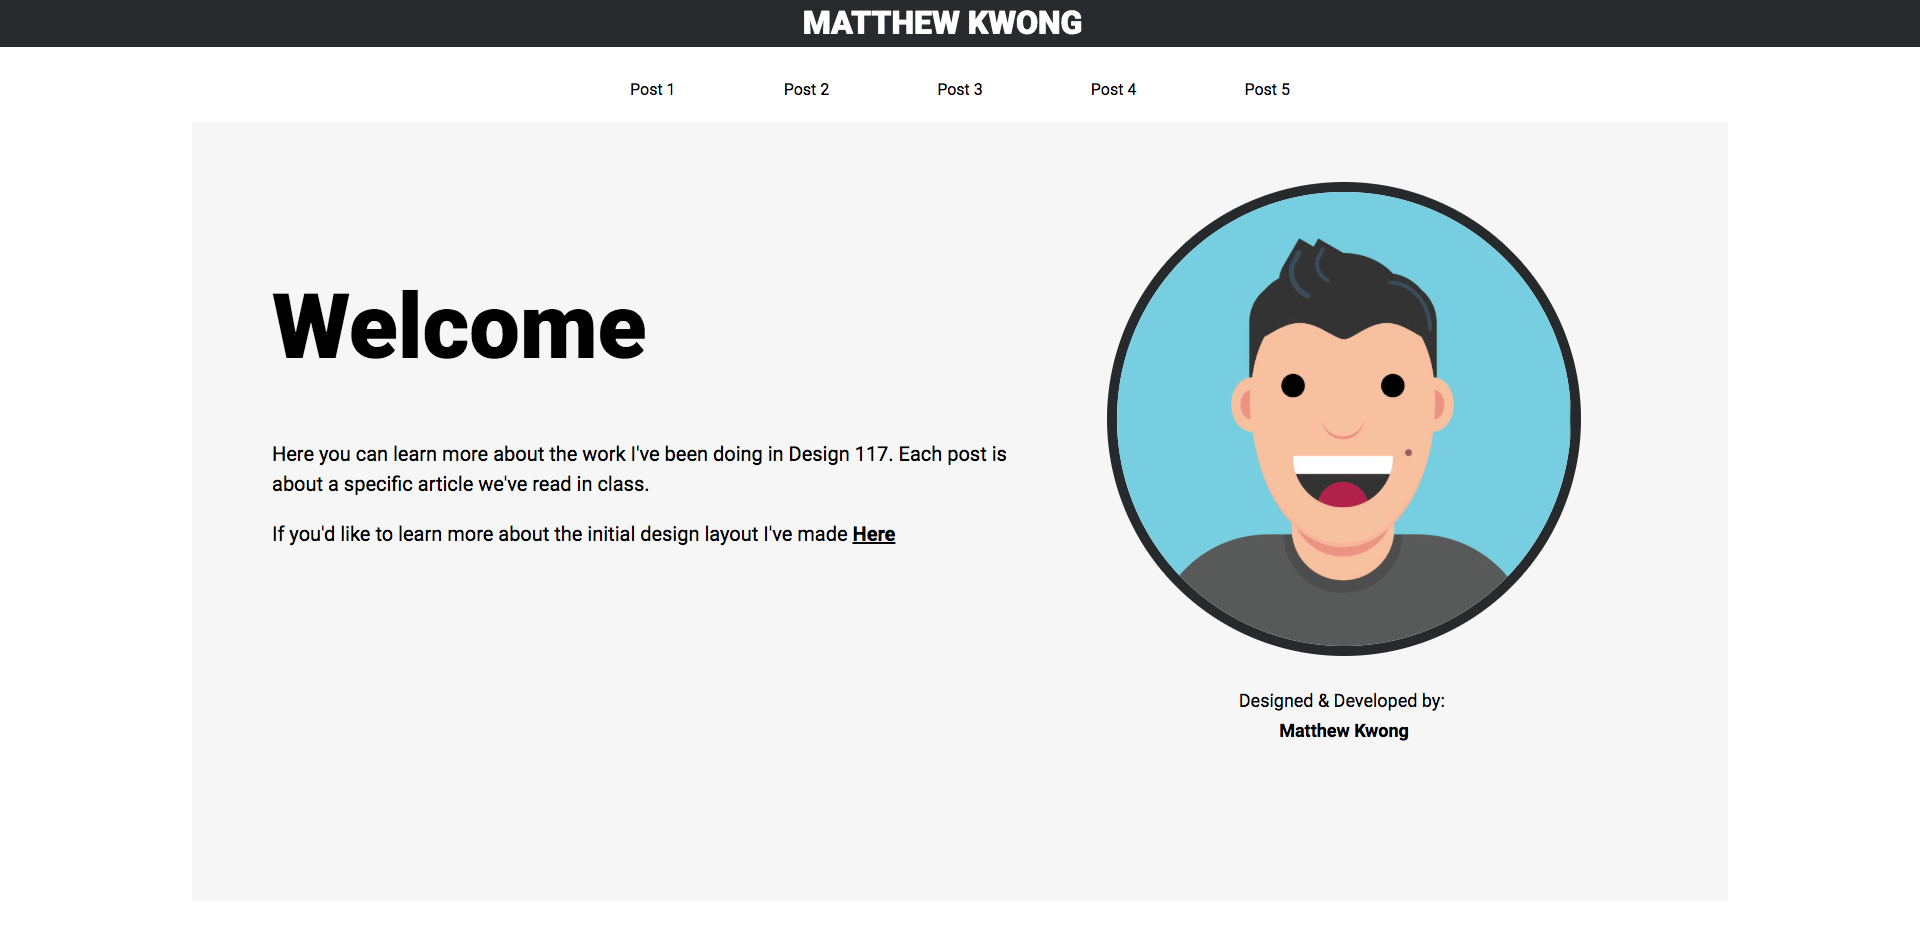 MATTHEW KWONG
Post 1 Post 2 Post 3 Post 4 Post 5
Welcome
Here you can learn more about the work I've been doing in Design 117. Each post is
about a specific article we've read in class.
If you'd like to learn more about the initial design layout I've made Here
Designed & Developed by:
Matthew Kwong